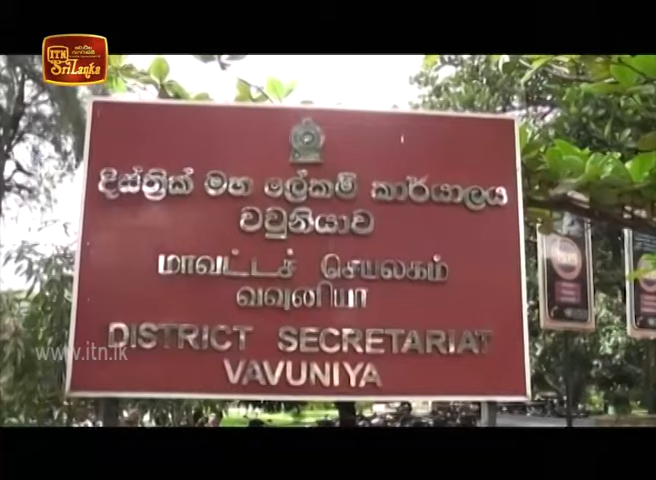 ITN
SriLanka
දිස්ත්‍රික් මහ ලේකම් කාර්යාලය
වවුනියාව
மாவட்டச் செயலகம்
வவுனியா
DISTRICT SECRETARIAT
VAVUNIYA
www.itn.lk